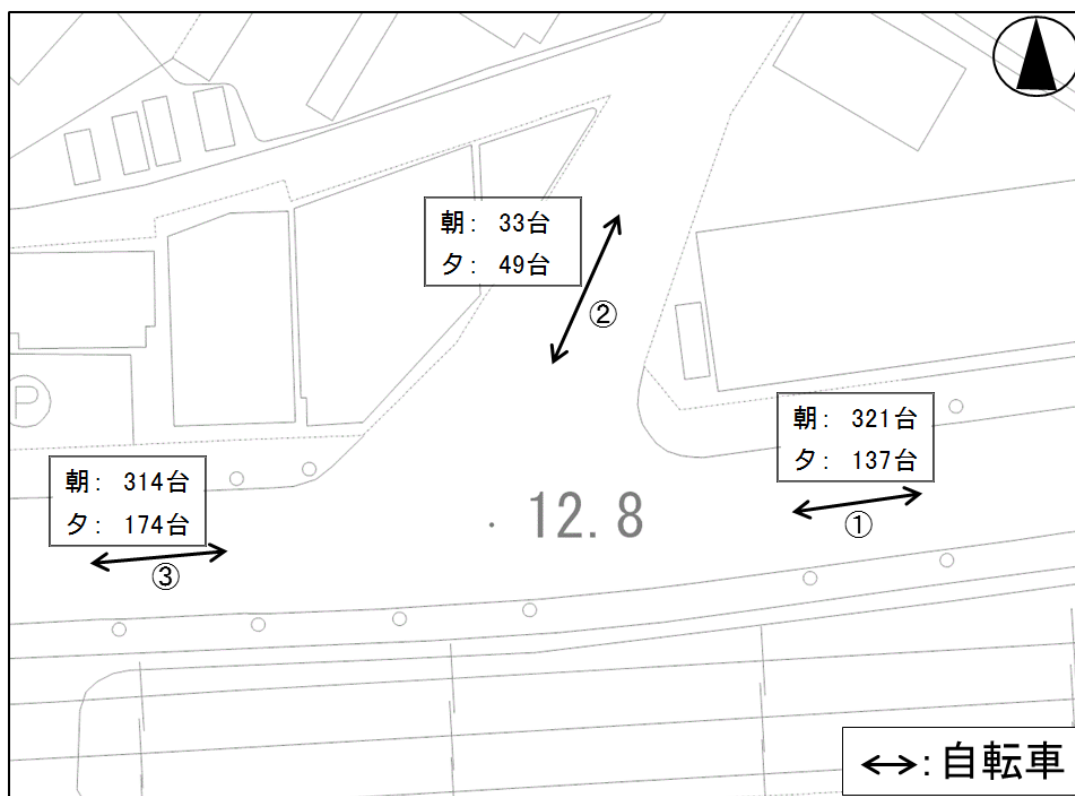 朝: 33台
夕: 49台
②
朝: 321台
夕: 137台
①
P
朝: 314台
夕: 174台
③
12.8
↔:自転車